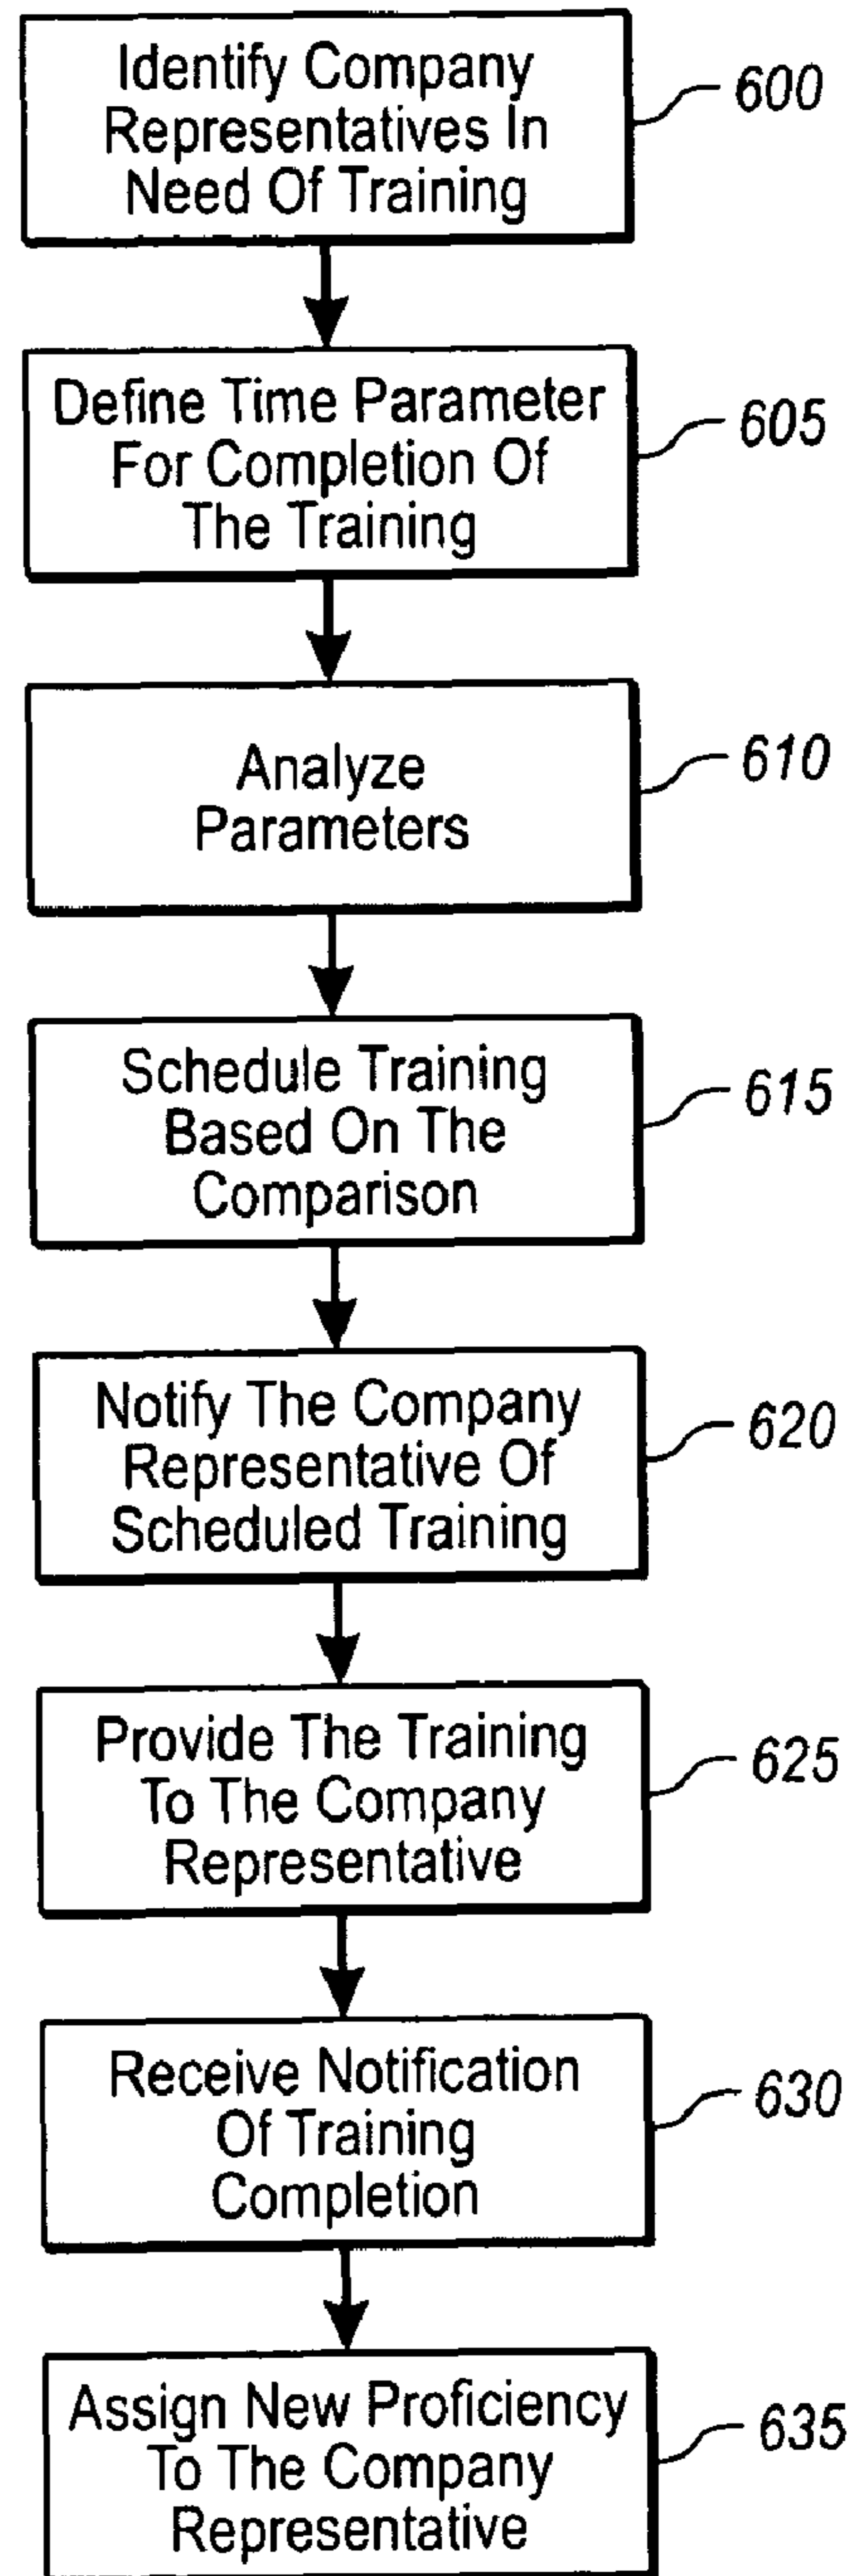 Identify Company
Representatives In
Need Of Training
600
Define Time Parameter
For Completion Of
The Training
605
Analyze
Parameters
610
Schedule Training
Based On The
Comparison
615
Notify The Company
Representative Of
Scheduled Training
620
Provide The Training
To The Company
Representative
625
Receive Notification
Of Training
Completion
630
Assign New Proficiency
To The Company
Representative
635